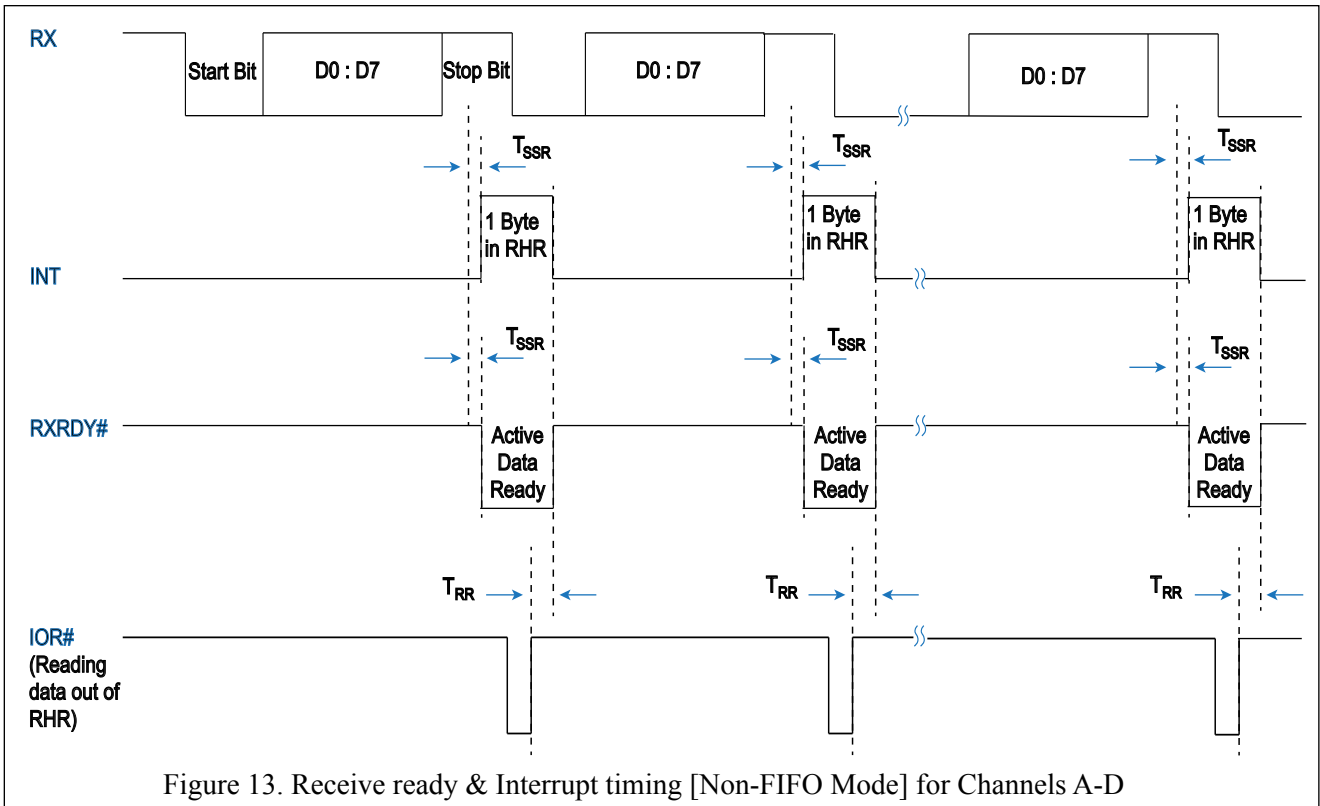 RX
Start Bit
D0 : D7
Stop Bit
D0 : D7
D0 : D7
TSSR
TSSR
TSSR
1 Byte
in RHR
1 Byte
in RHR
1 Byte
in RHR
INT
TSSR
TSSR
TSSR
RXRDY#
Active
Data
Ready
Active
Data
Ready
Active
Data
Ready
TRR
TRR
TRR
IOR#
(Reading
data out of
RHR)
Figure 13. Receive ready & Interrupt timing [Non-FIFO Mode] for Channels A-D